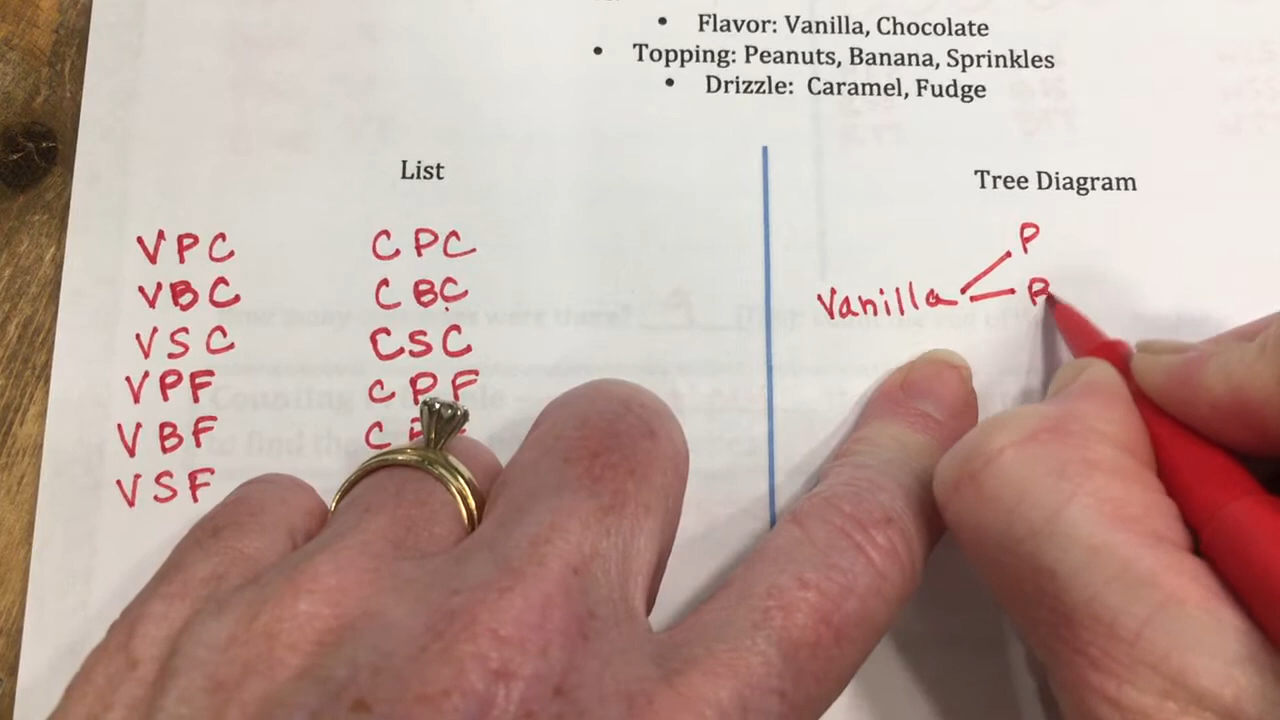 • Flavor: Vanilla, Chocolate
• Topping: Peanuts, Banana, Sprinkles
• Drizzle: Caramel, Fudge
List
VPC
VBC
VSC
VPF
VBF
VSF
CPC
CBC
CSC
CPF
C
Tree Diagram
P
Vanilla
B